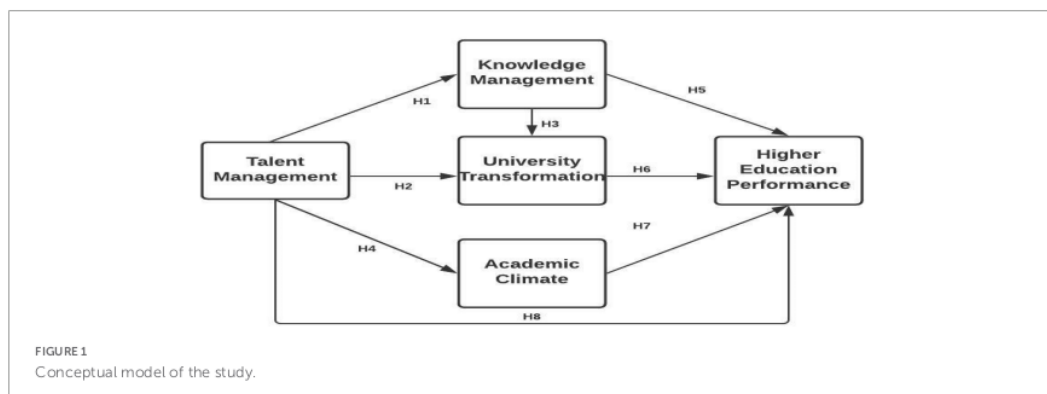 Knowledge
Management
H1
H5
H3
Talent
Management
H2
University
Transformation
H6
Higher
Education
Performance
H4
H7
Academic
Climate
H8
FIGURE 1
Conceptual model of the study.